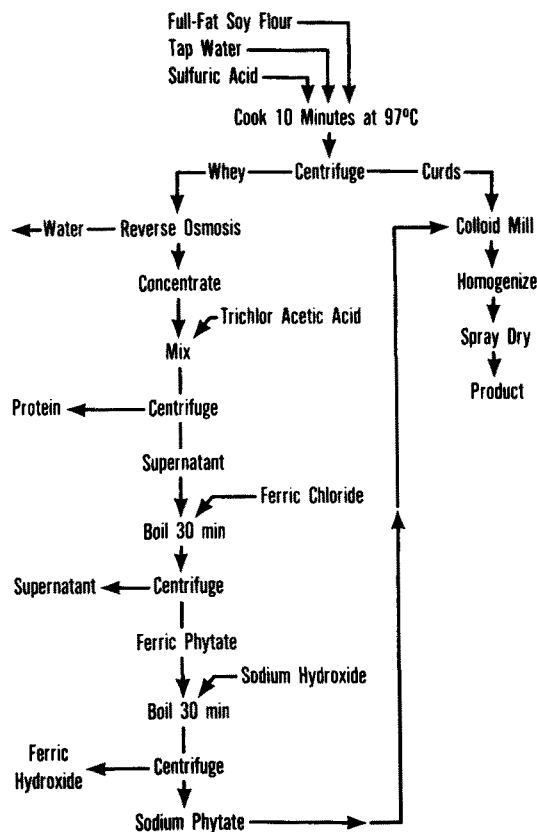 Full-Fat Soy Flour
Tap Water
Sulfuric Acid
Cook 10 Minutes at 97ºC
Whey Centrifuge Curds
Water Reverse Osmosis Colloid Mill
Concentrate Homogenize
Trichlor Acetic Acid
Mix Spray Dry
Protein Centrifuge Product
Supernatant
Ferric Chloride
Boil 30 min
Supernatant Centrifuge
Ferric Phytate
Sodium Hydroxide
Boil 30 min
Ferric
Hydroxide Centrifuge
Sodium Phytate